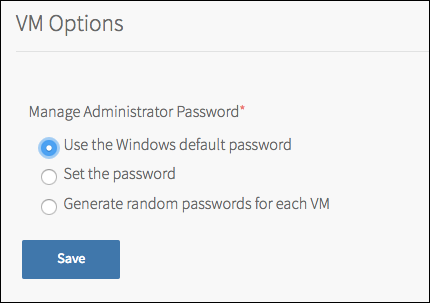 VM Options
Manage Administrator Password*
Use the Windows default password
Set the password
Generate random passwords for each VM
Save